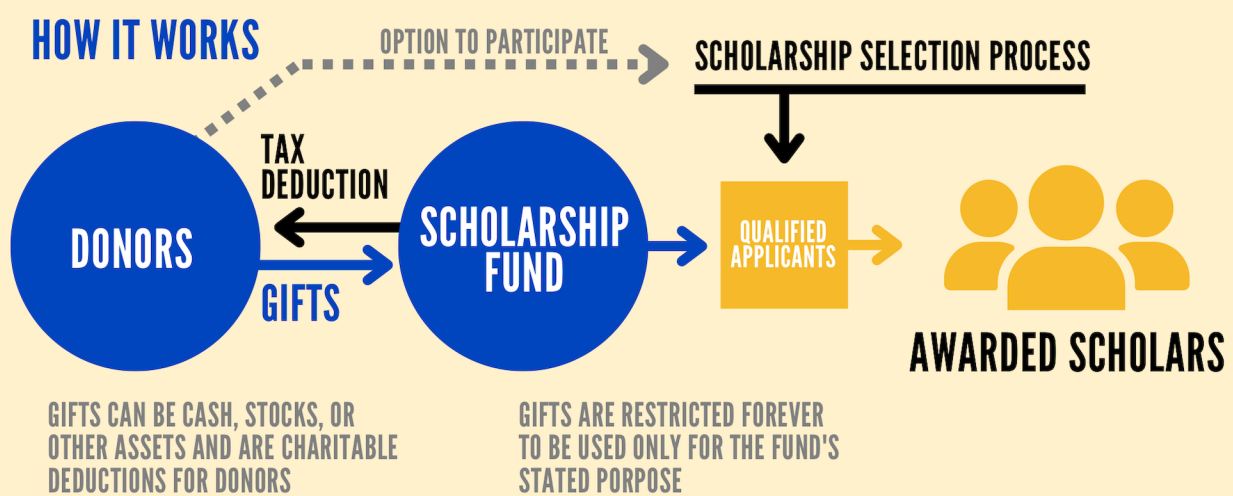 HOW IT WORKS
OPTION TO PARTICIPATE
SCHOLARSHIP SELECTION PROCESS
TAX
DEDUCTION
DONORS
GIFTS
SCHOLARSHIP
FUND
QUALIFIED
APPLICANTS
AWARDED SCHOLARS
GIFTS CAN BE CASH, STOCKS, OR
OTHER ASSETS AND ARE CHARITABLE
DEDUCTIONS FOR DONORS
GIFTS ARE RESTRICTED FOREVER
TO BE USED ONLY FOR THE FUND'S
STATED PORPOSE